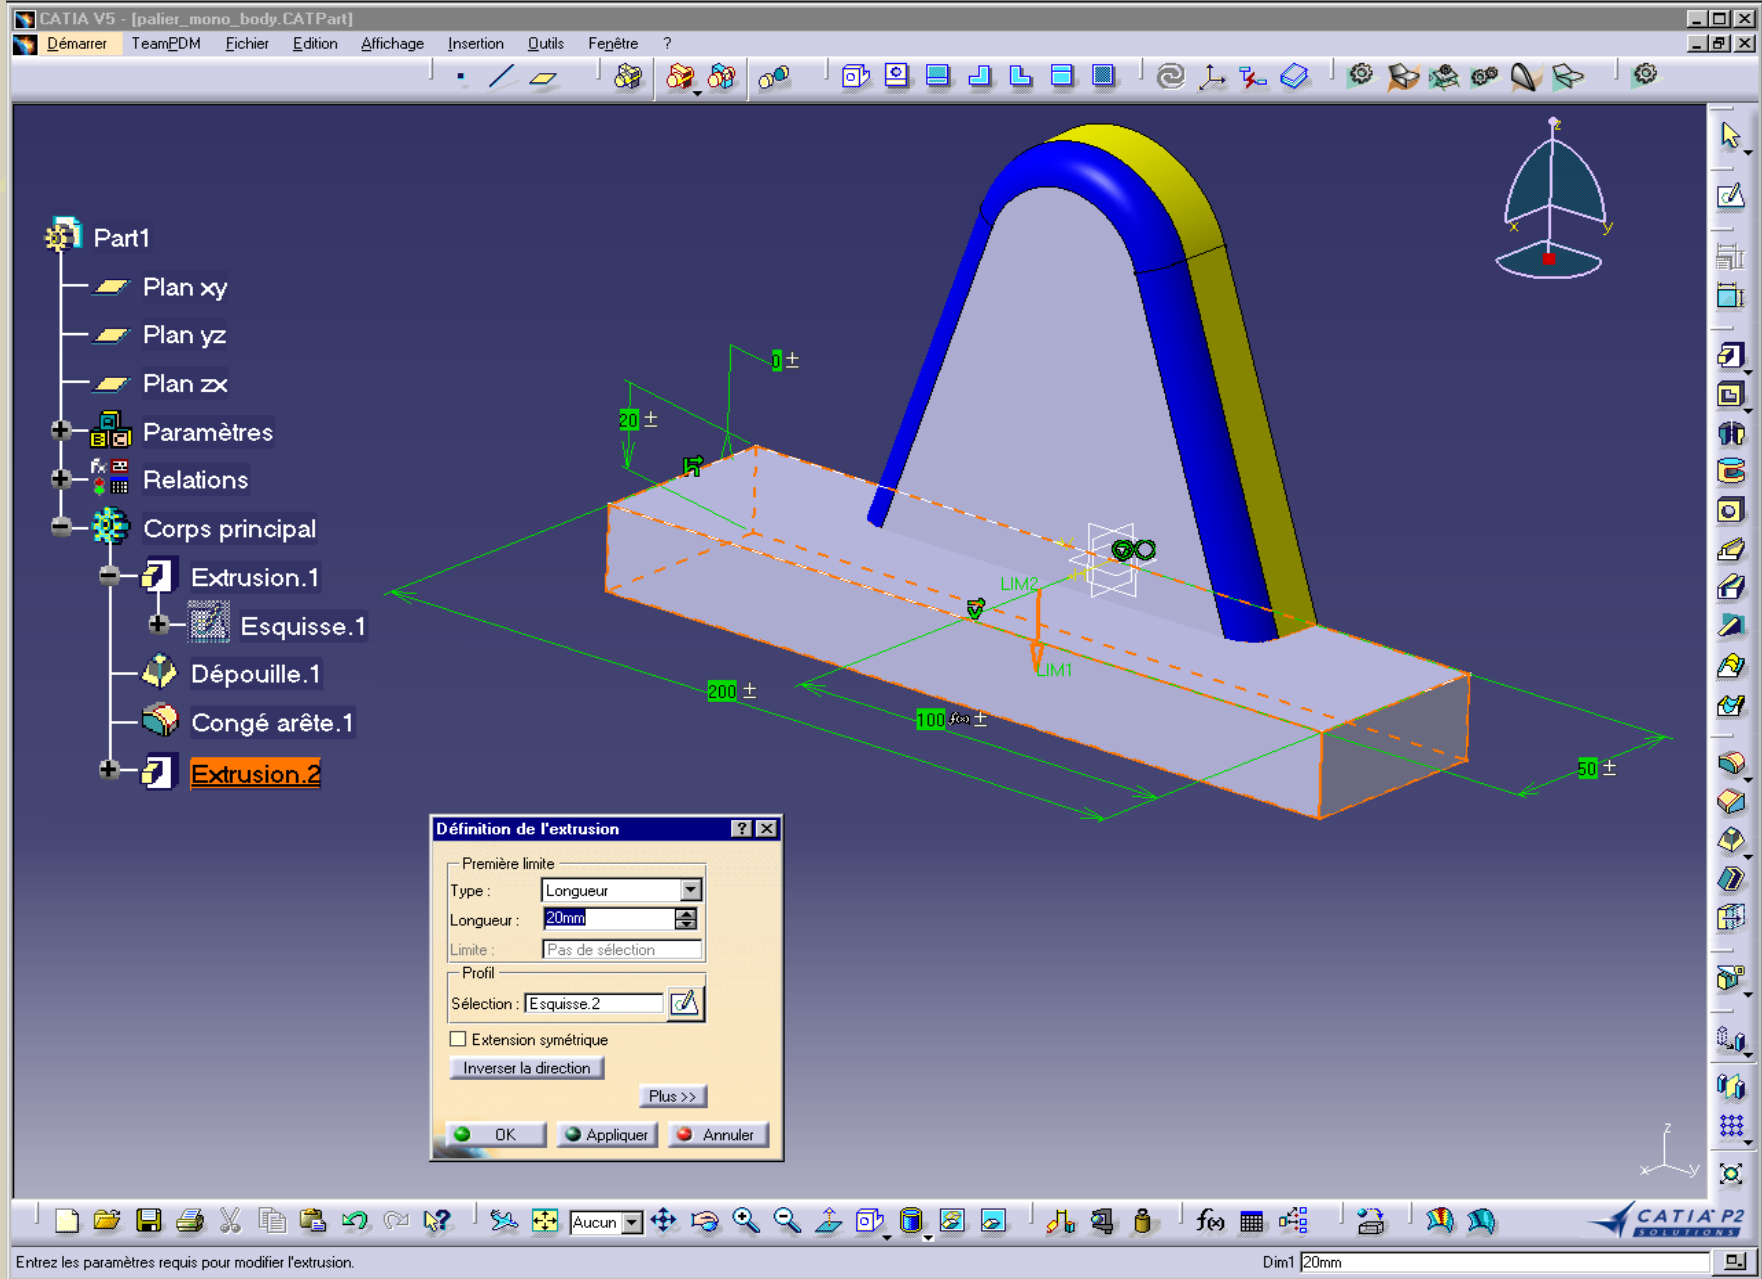 CATIA V5 - [palier_mono_body.CATPart]
Démarrer TeamPDM Fichier Edition Affichage Insertion Outils Fenêtre ?
z
x y
Part1
Plan xy
Plan yz
Plan zx
Paramètres
Relations
Corps principal
Extrusion.1
Esquisse.1
Dépouille.1
Congé arête.1
Extrusion.2
0 ±
20 ±
LIM2
LIM1
200 ±
100 f(x) ±
50 ±
Définition de l'extrusion
Première limite
Type : Longueur
Longueur : 20mm
Limite : Pas de sélection
Profil
Sélection : Esquisse.2
Extension symétrique
Inverser la direction
Plus >>
OK Appliquer Annuler
z
x y
Aucun
f(x)
CATIA P2
SOLUTIONS
Entrez les paramètres requis pour modifier l'extrusion.
Dim1 20mm